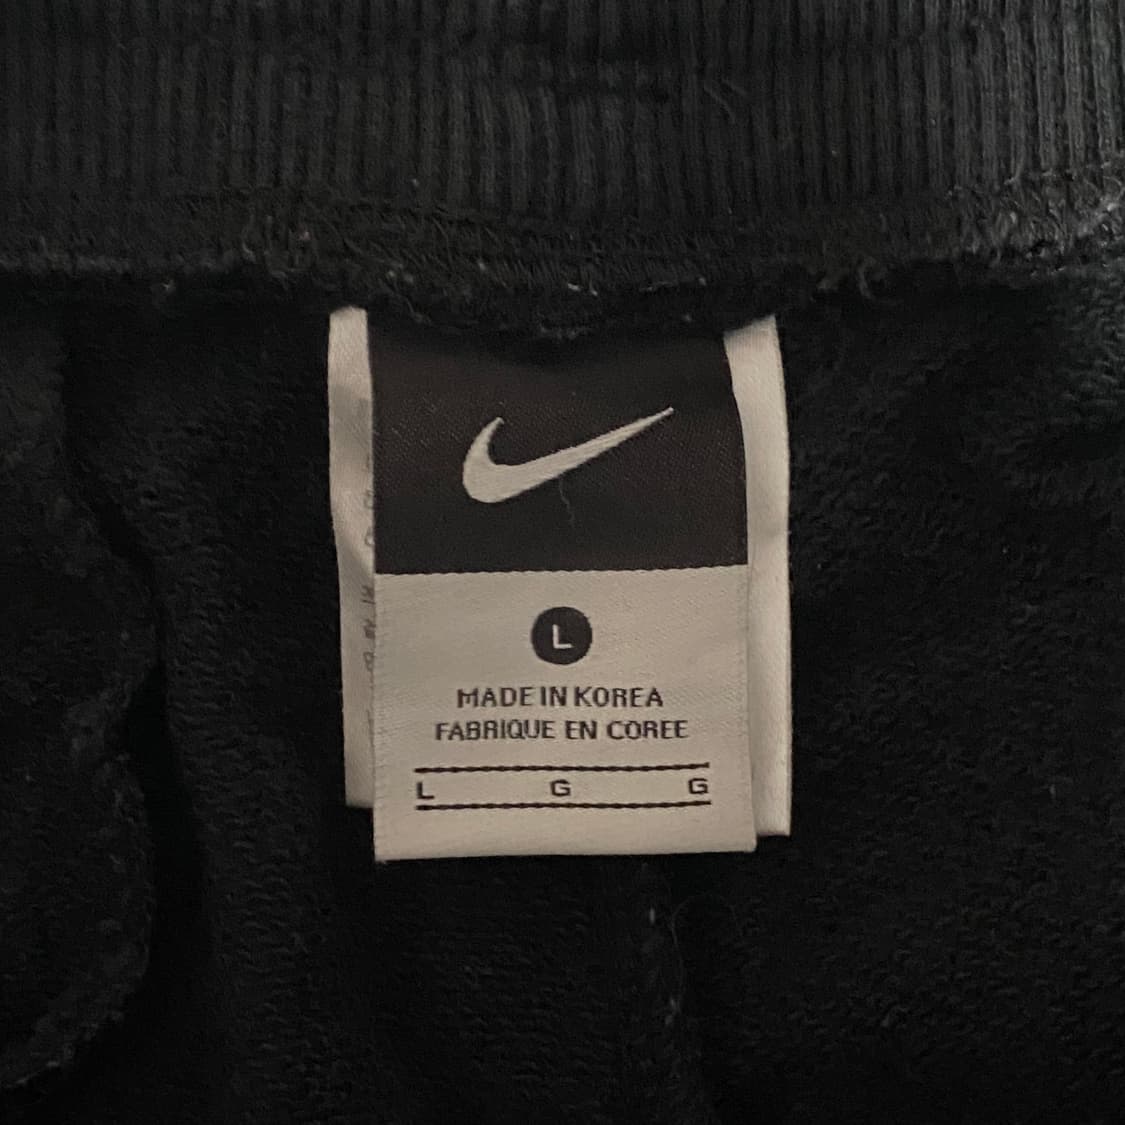 L
MADE IN KOREA
FABRIQUE EN COREE
L G G